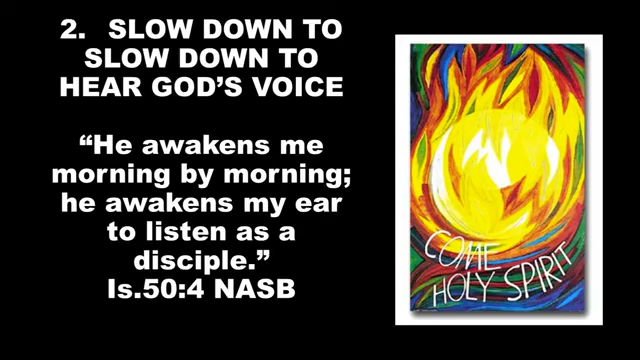 2. SLOW DOWN TO
SLOW DOWN TO
HEAR GOD’S VOICE
“He awakens me
morning by morning;
he awakens my ear
to listen as a
disciple.”
Is.50:4 NASB
COME
HOLY SPIRIT